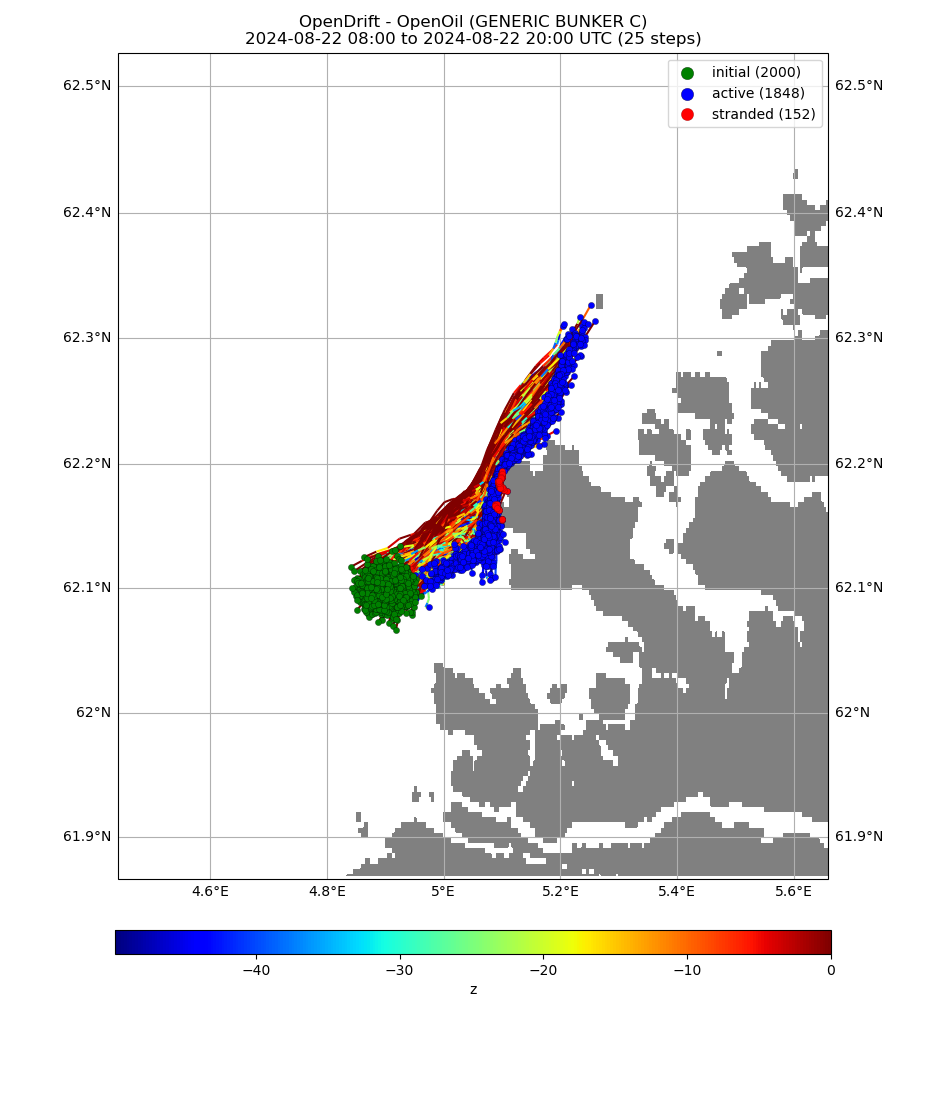 OpenDrift - OpenOil (GENERIC BUNKER C)
2024-08-22 08:00 to 2024-08-22 20:00 UTC (25 steps)
initial (2000)
active (1848)
stranded (152)
62.5°N 62.5°N
62.4°N 62.4°N
62.3°N 62.3°N
62.2°N 62.2°N
62.1°N 62.1°N
62°N 62°N
61.9°N 61.9°N
4.6°E 4.8°E 5°E 5.2°E 5.4°E 5.6°E
−40 −30 −20 −10 0
z